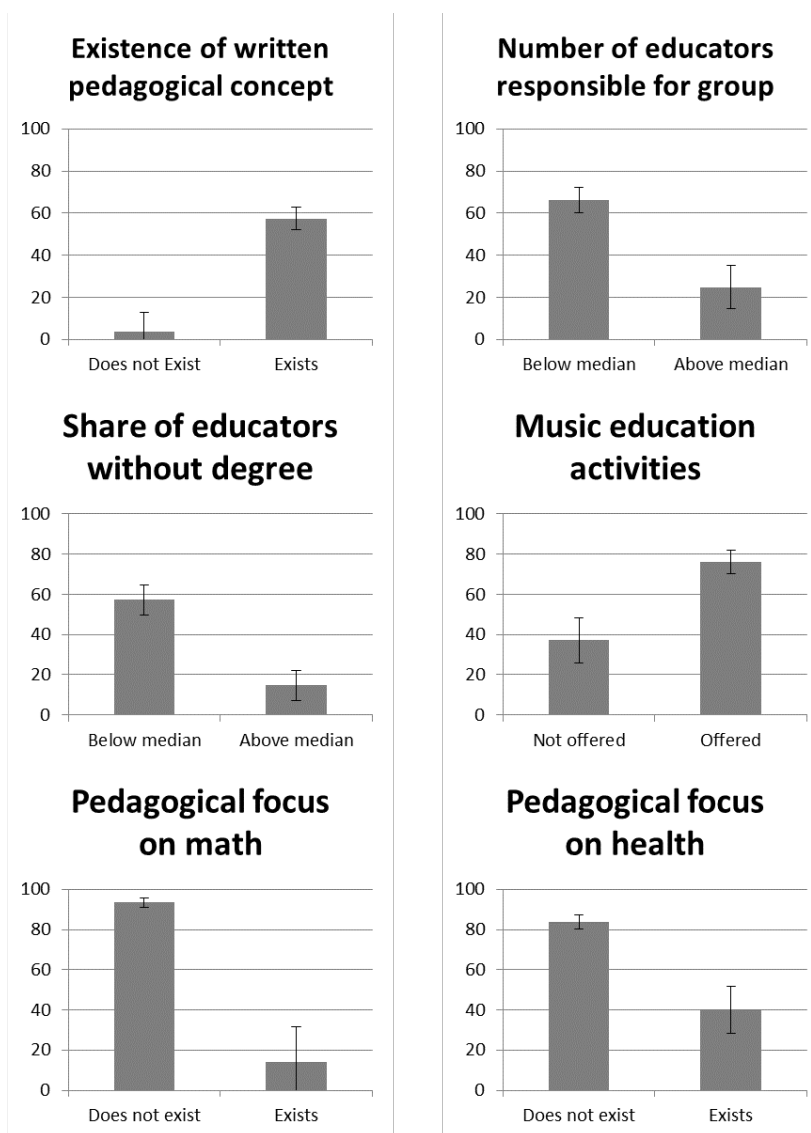 Existence of written
pedagogical concept
100
80
60
40
20
0
Does not Exist
Exists
Number of educators
responsible for group
100
80
60
40
20
0
Below median
Above median
Share of educators
without degree
100
80
60
40
20
0
Below median
Above median
Music education
activities
100
80
60
40
20
0
Not offered
Offered
Pedagogical focus
on math
100
80
60
40
20
0
Does not exist
Exists
Pedagogical focus
on health
100
80
60
40
20
0
Does not exist
Exists